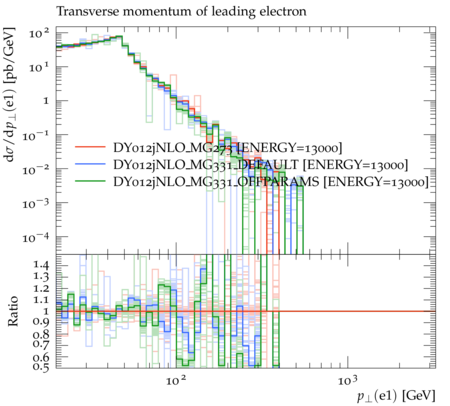 Transverse momentum of leading electron
dσ/dp⊥(e1) [pb/GeV]
10²
10¹
1
10⁻¹
10⁻²
10⁻³
10⁻⁴
DY012jNLO_MG273 [ENERGY=13000]
DY012jNLO_MG331_DEFAULT [ENERGY=13000]
DY012jNLO_MG331_OFFPARAMS [ENERGY=13000]
Ratio
1.4
1.3
1.2
1.1
1
0.9
0.8
0.7
0.6
0.5
10² 10³
p⊥(e1) [GeV]